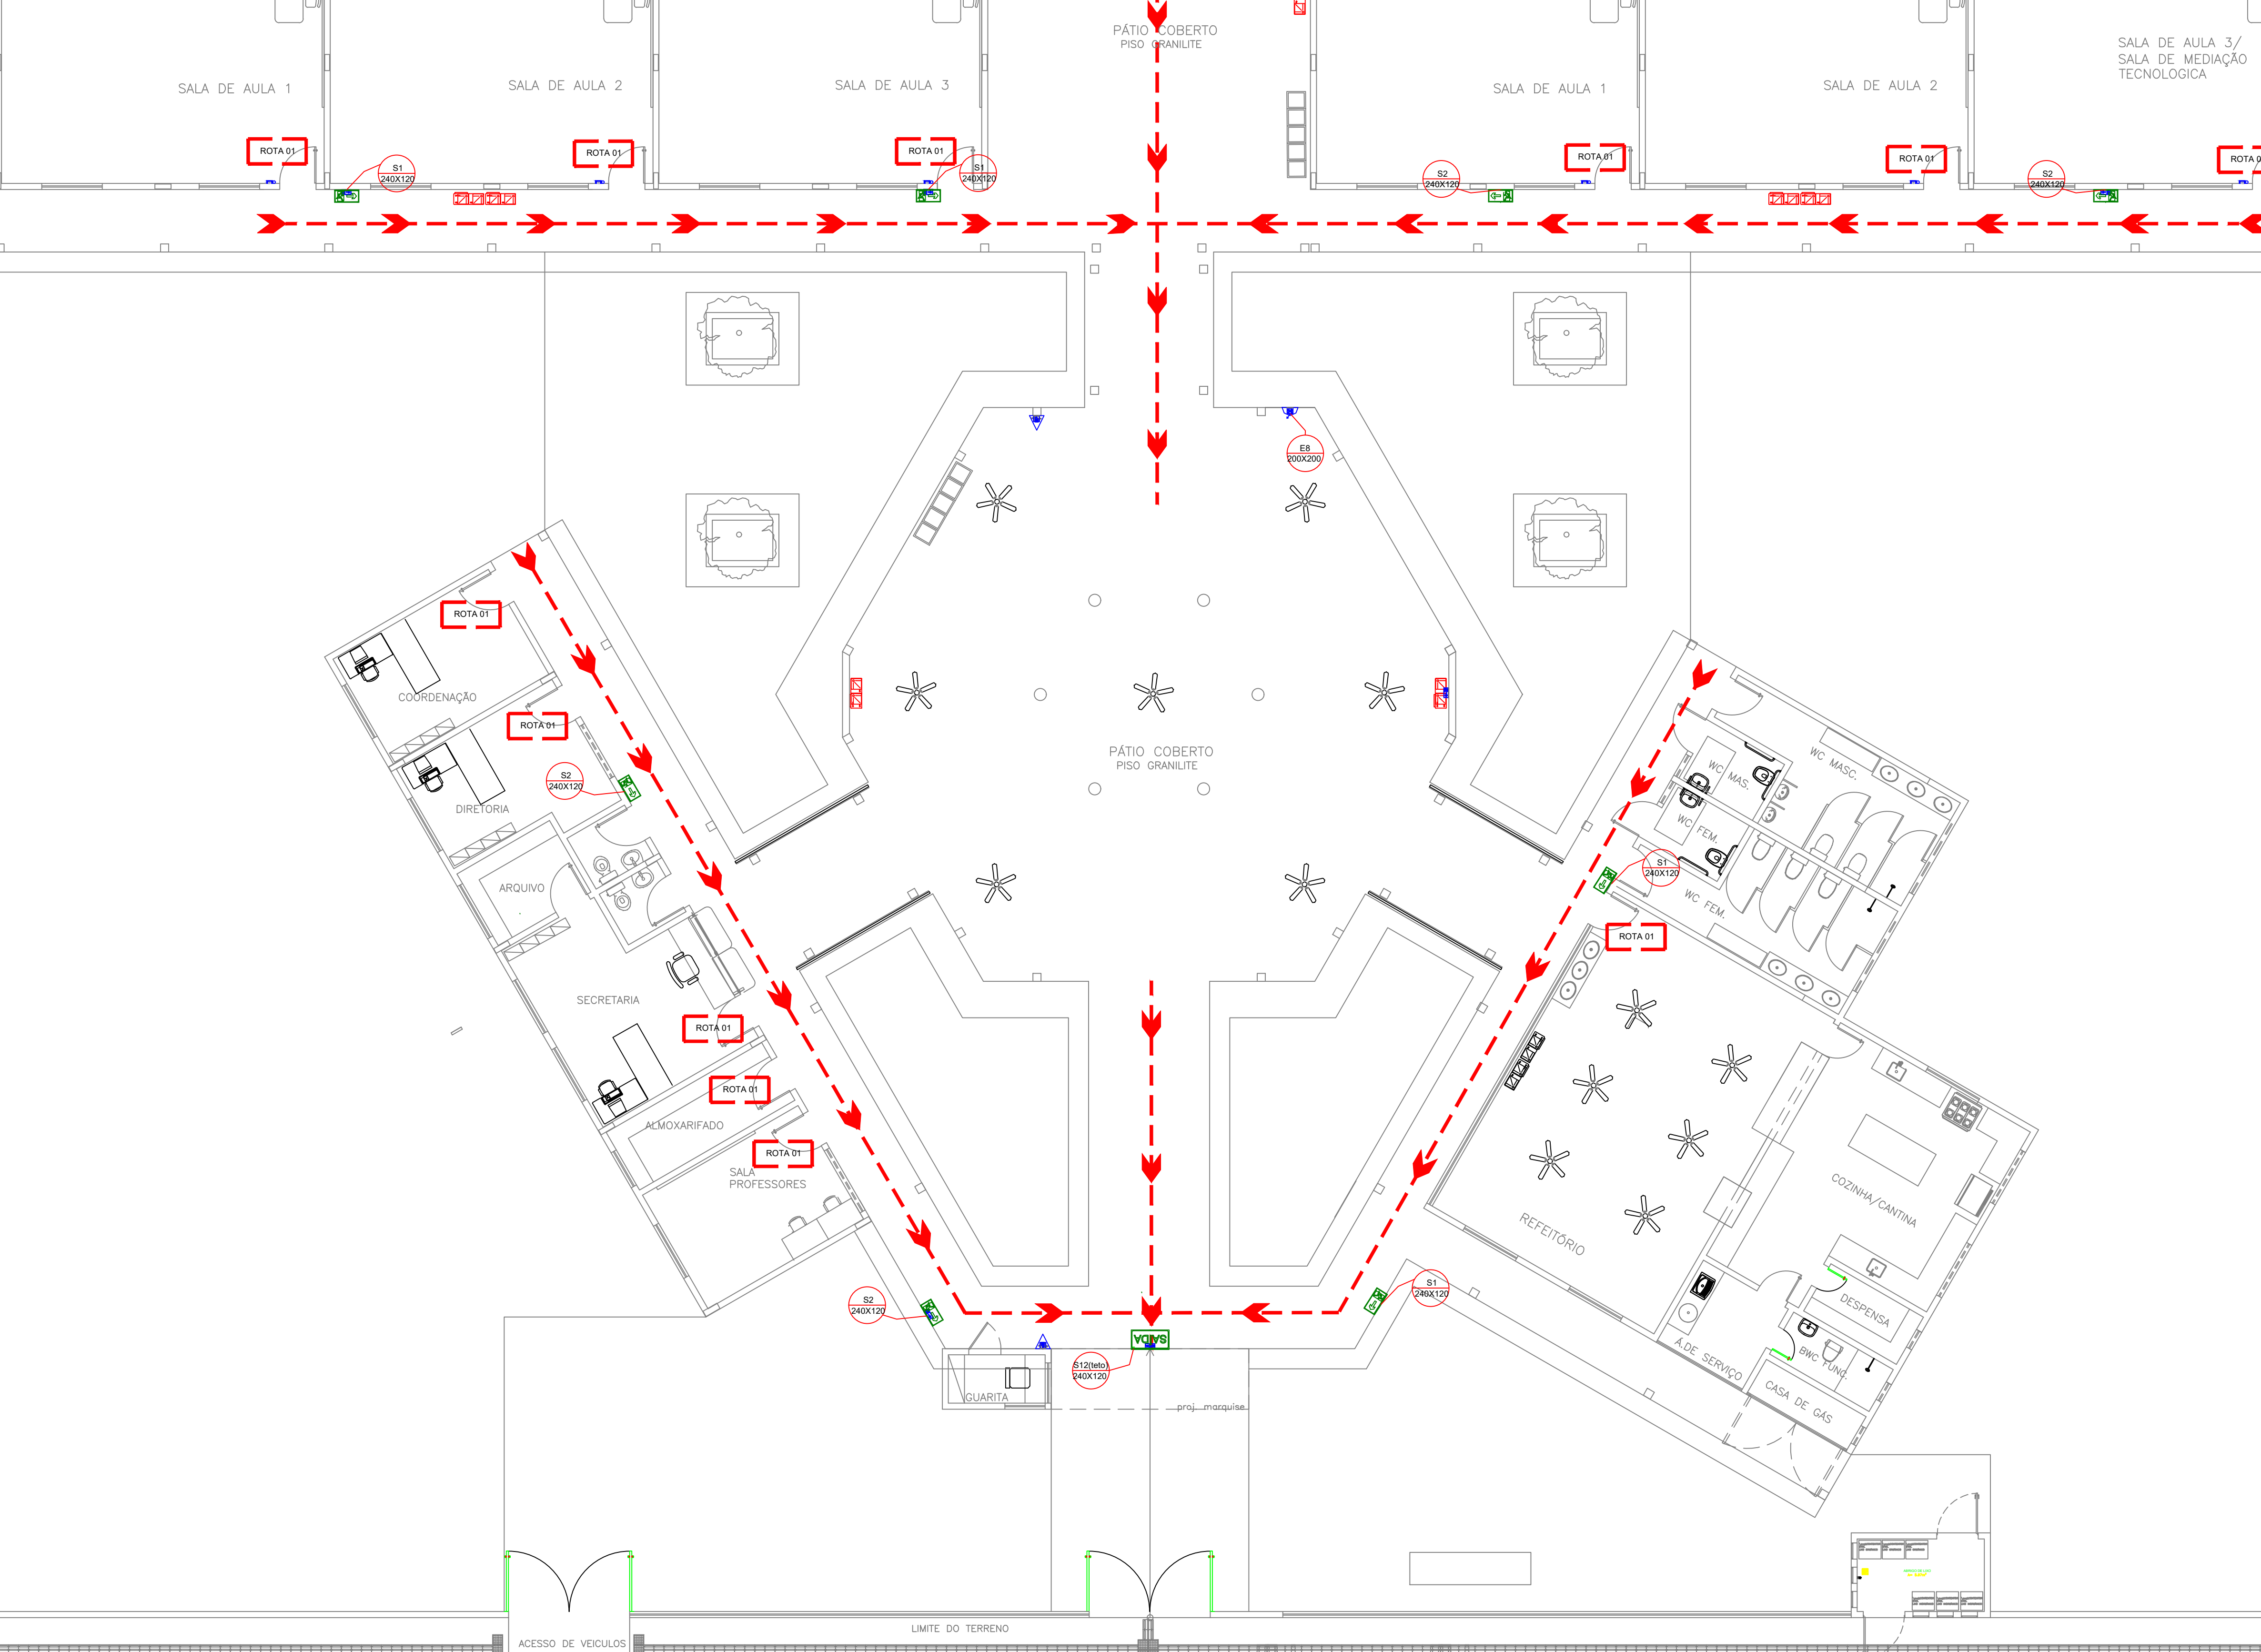 PÁTIO COBERTO
PISO GRANILITE
SALA DE AULA 1
SALA DE AULA 2
SALA DE AULA 3
SALA DE AULA 1
SALA DE AULA 2
SALA DE AULA 3/
SALA DE MEDIAÇÃO
TECNOLOGICA
ROTA 01
ROTA 01
ROTA 01
ROTA 01
ROTA 01
ROTA 0
S1
240X120
S1
240X120
S2
240X120
S2
240X120
E8
200X200
ROTA 01
COORDENAÇÃO
ROTA 01
DIRETORIA
S2
240X120
PÁTIO COBERTO
PISO GRANILITE
WC MASC.
WC MAS.
WC FEM.
WC FEM.
S1
240X120
ROTA 01
ARQUIVO
SECRETARIA
ROTA 01
ROTA 01
ALMOXARIFADO
ROTA 01
SALA
PROFESSORES
REFEITÓRIO
COZINHA/CANTINA
DESPENSA
BWC FUNC.
Á.DE SERVIÇO
CASA DE GÁS
S2
240X120
S1
240X120
SAÍDA
S12(teto)
240X120
GUARITA
proj. marquise
LIMITE DO TERRENO
ACESSO DE VEICULOS